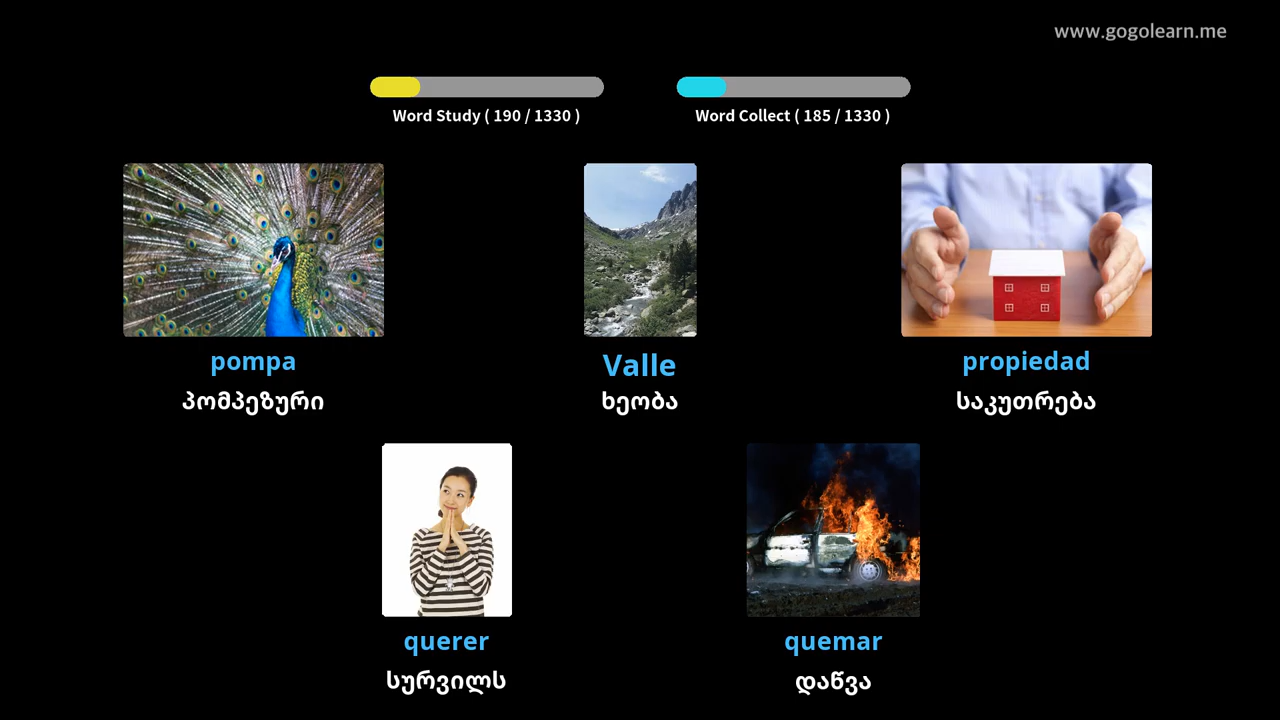 www.gogolearn.me
Word Study ( 190 / 1330 )
Word Collect ( 185 / 1330 )
pompa
პომპეზური
Valle
ხეობა
propiedad
საკუთრება
querer
სურვილს
quemar
დაწვა